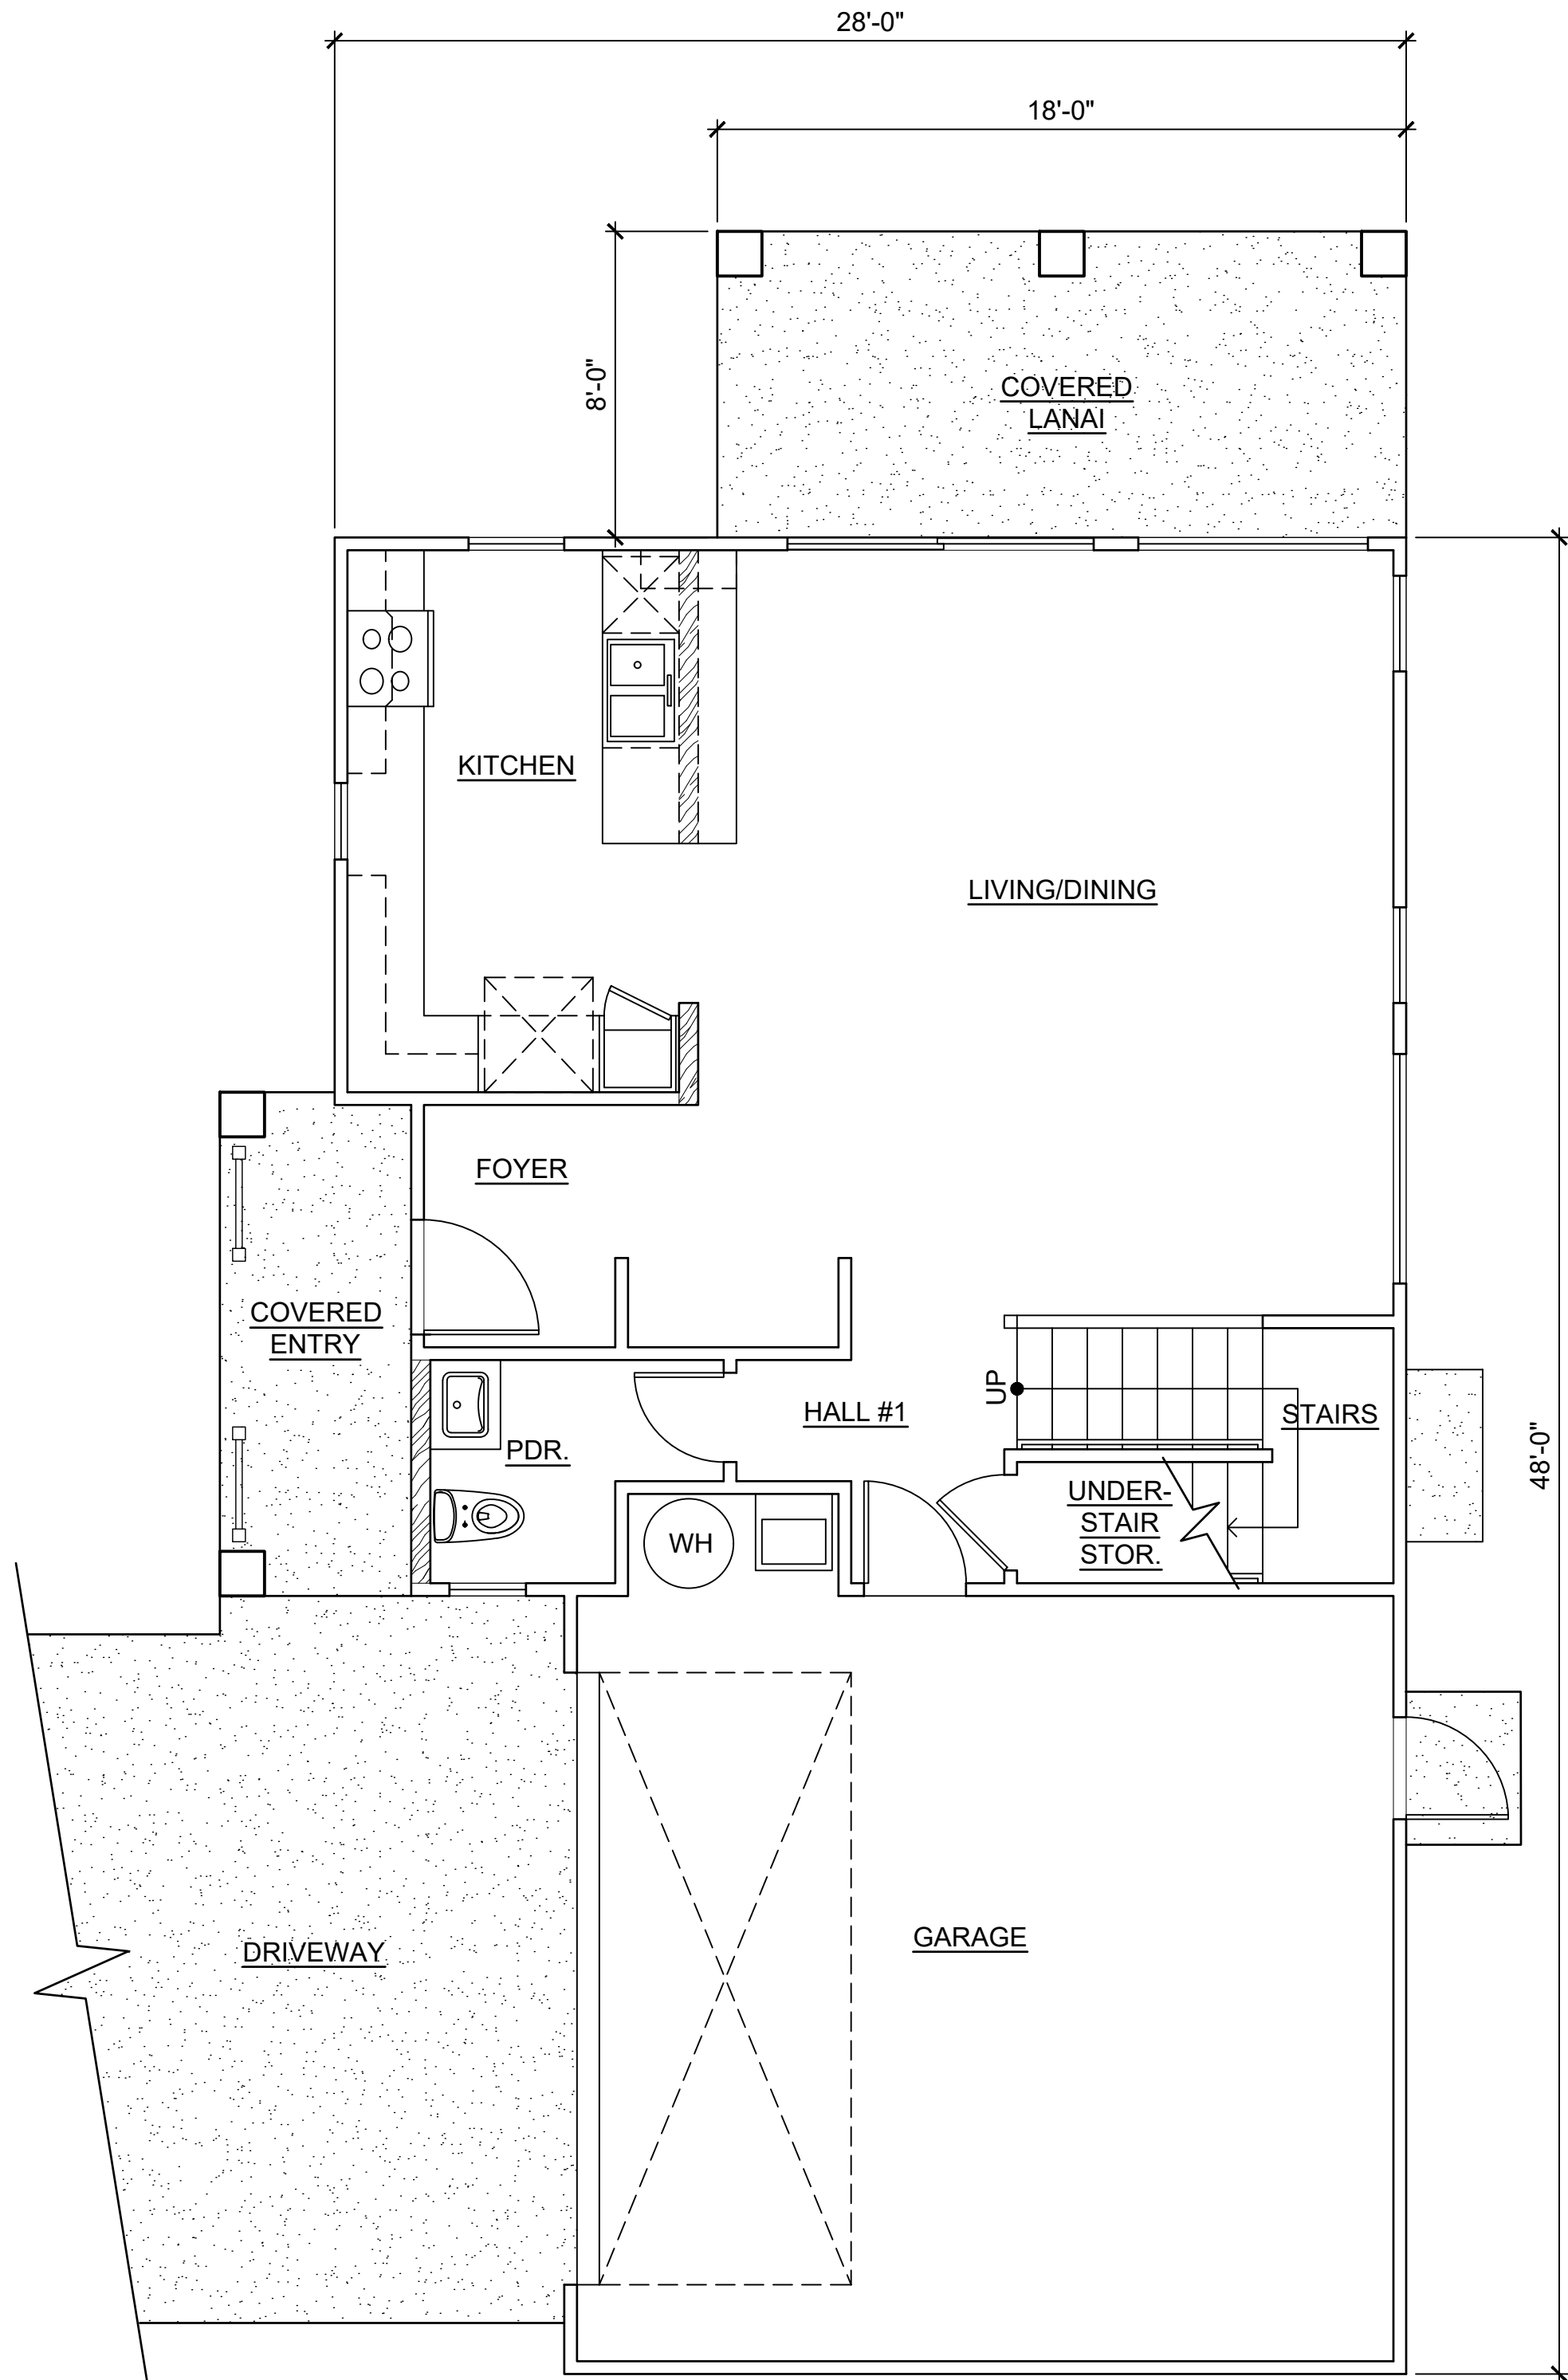 28'-0"
18'-0"
8'-0"
COVERED
LANAI
KITCHEN
LIVING/DINING
FOYER
COVERED
ENTRY
UP
HALL #1
STAIRS
PDR.
48'-0"
UNDER-
STAIR
STOR.
WH
GARAGE
DRIVEWAY